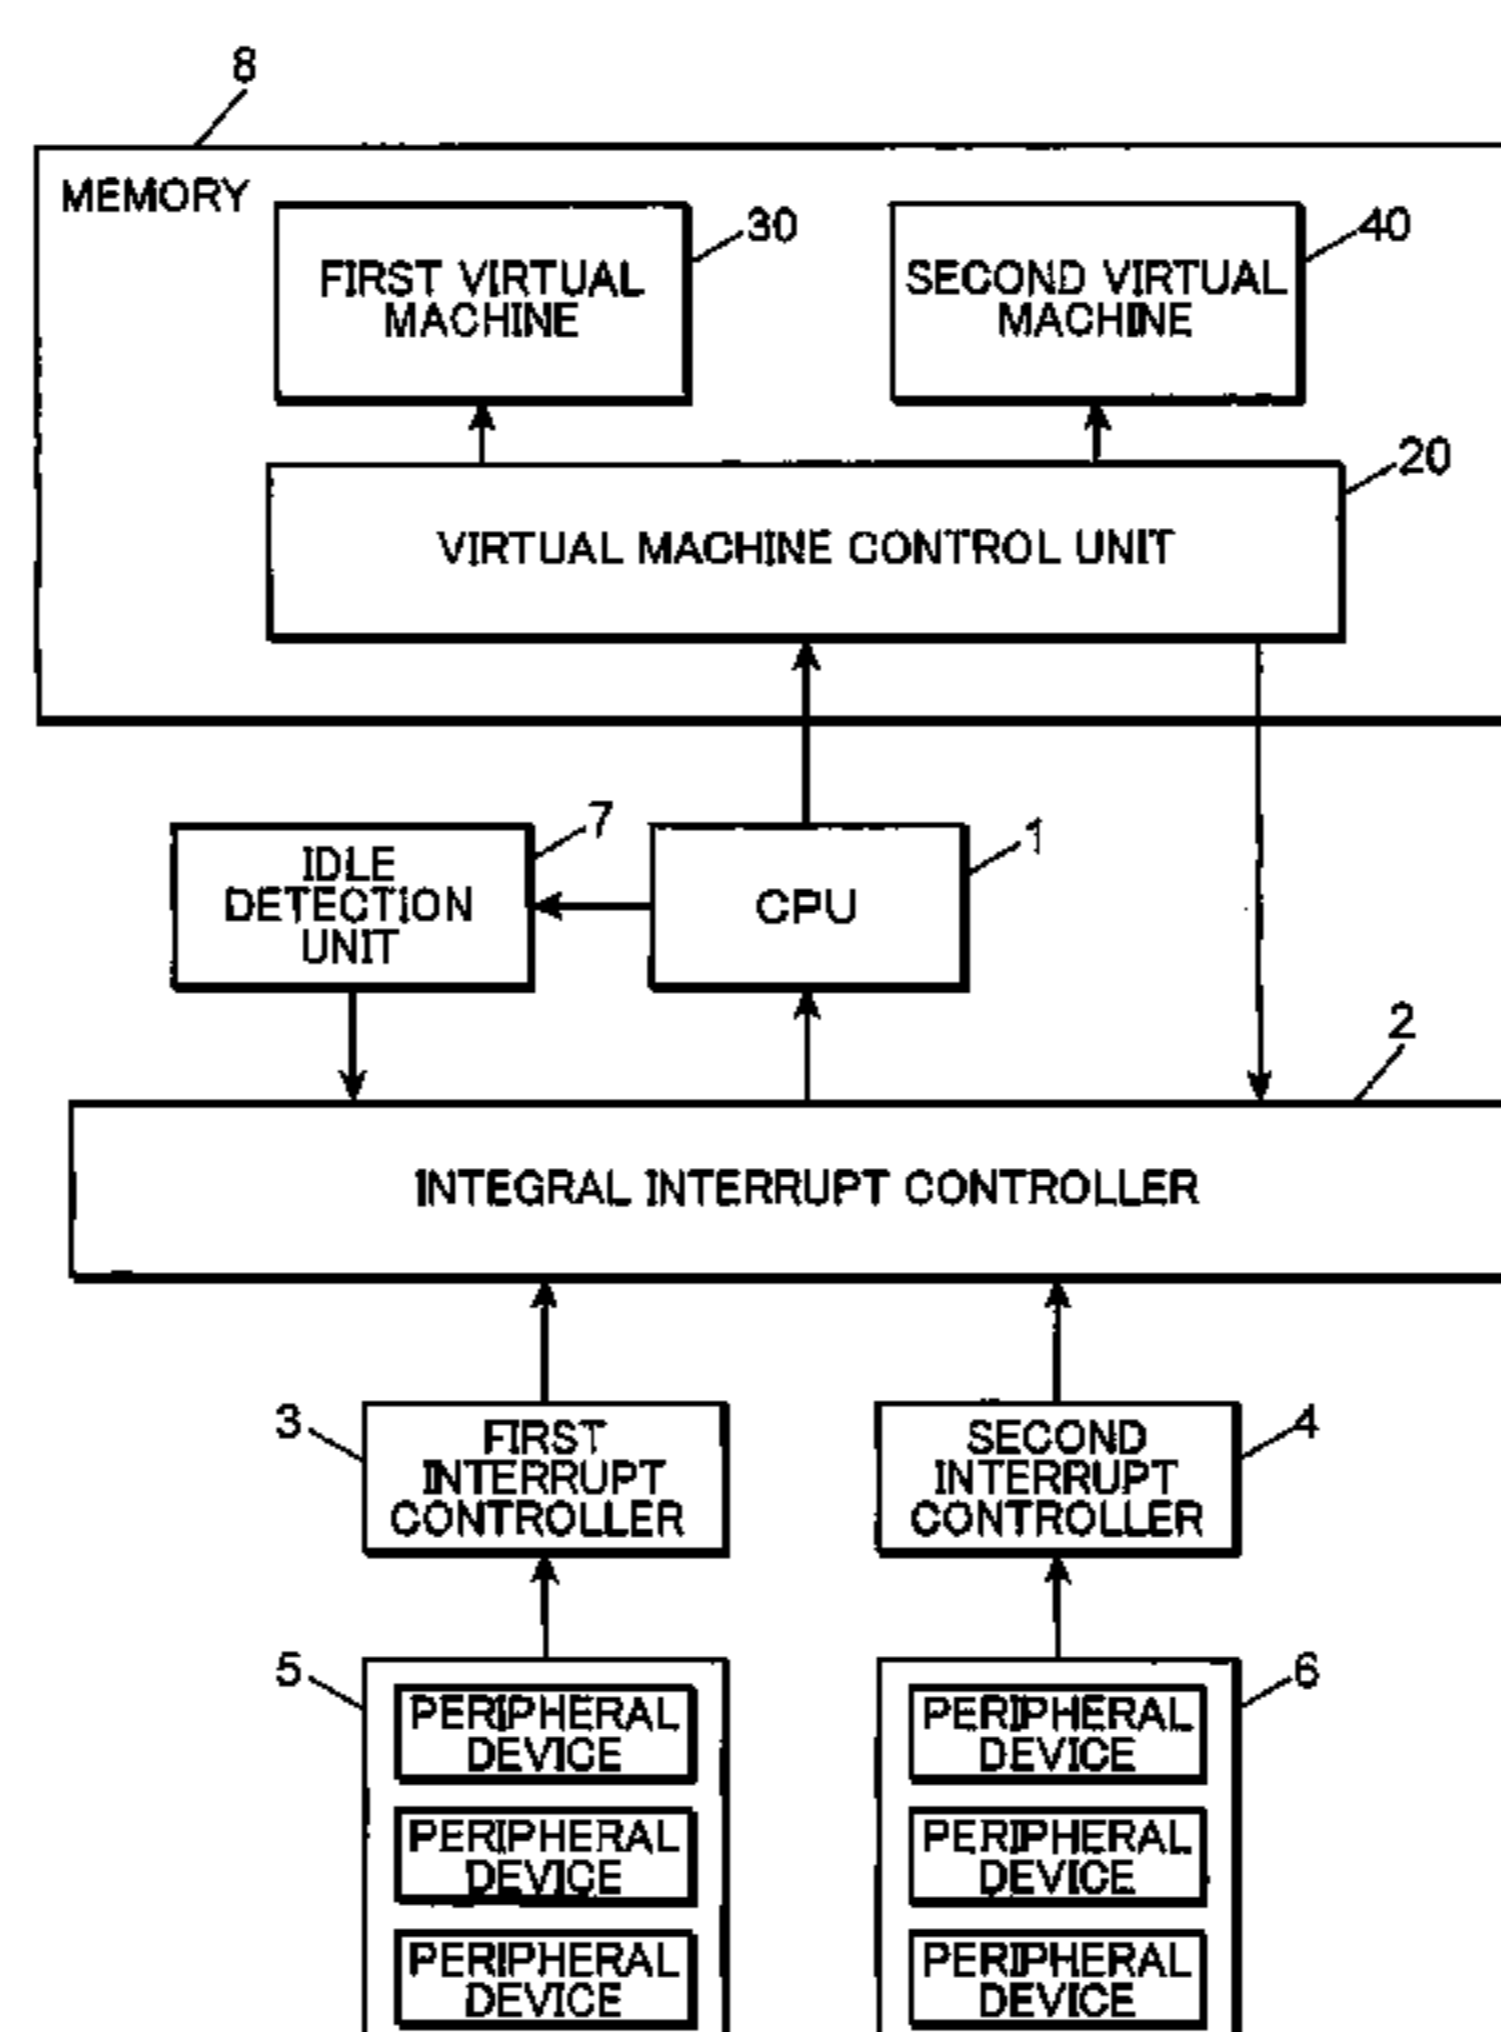 8
MEMORY
30
40
FIRST VIRTUAL
MACHINE
SECOND VIRTUAL
MACHINE
20
VIRTUAL MACHINE CONTROL UNIT
7
1
IDLE
DETECTION
UNIT
CPU
2
INTEGRAL INTERRUPT CONTROLLER
3
FIRST
INTERRUPT
CONTROLLER
SECOND
INTERRUPT
CONTROLLER
4
5
PERIPHERAL
DEVICE
PERIPHERAL
DEVICE
PERIPHERAL
DEVICE
6
PERIPHERAL
DEVICE
PERIPHERAL
DEVICE
PERIPHERAL
DEVICE